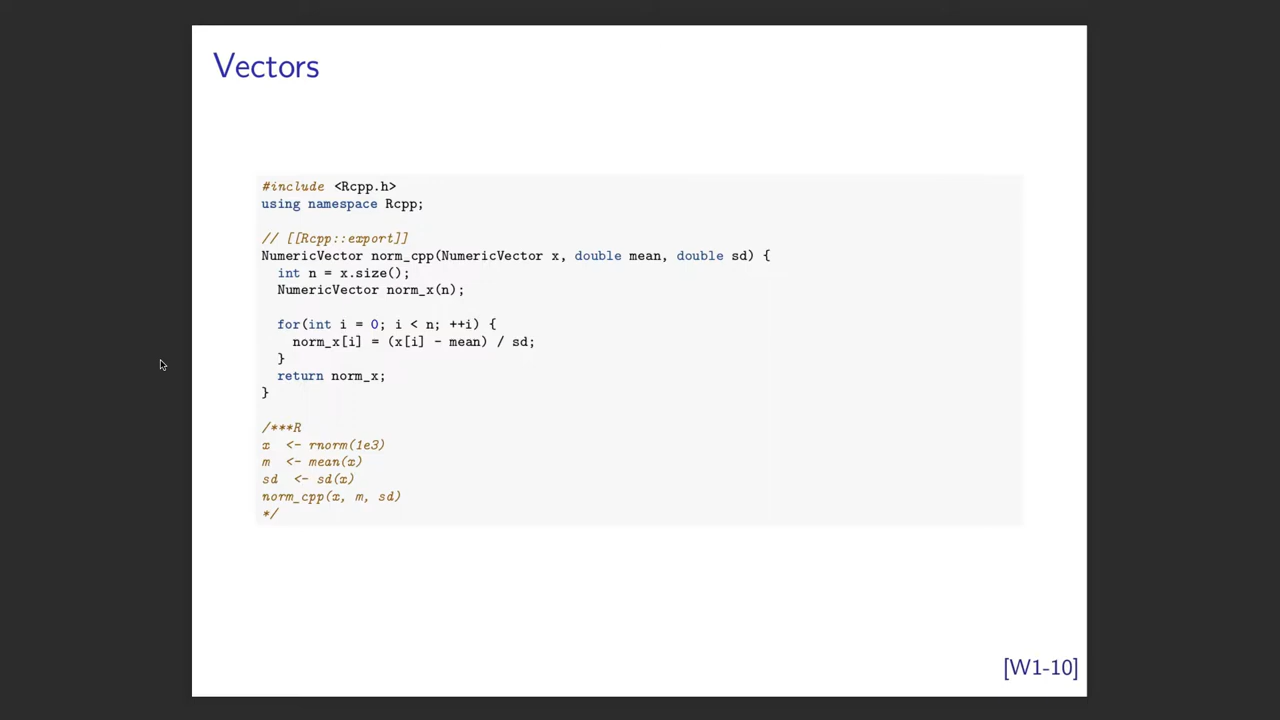 Vectors
#include <Rcpp.h>
using namespace Rcpp;
// [[Rcpp::export]]
NumericVector norm_cpp(NumericVector x, double mean, double sd) {
int n = x.size();
NumericVector norm_x(n);
for(int i = 0; i < n; ++i) {
norm_x[i] = (x[i] - mean) / sd;
}
return norm_x;
}
/***R
x <- rnorm(1e3)
m <- mean(x)
sd <- sd(x)
norm_cpp(x, m, sd)
*/
[W1-10]